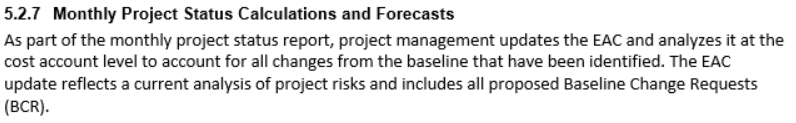 5.2.7 Monthly Project Status Calculations and Forecasts
As part of the monthly project status report, project management updates the EAC and analyzes it at the
cost account level to account for all changes from the baseline that have been identified. The EAC
update reflects a current analysis of project risks and includes all proposed Baseline Change Requests
(BCR).